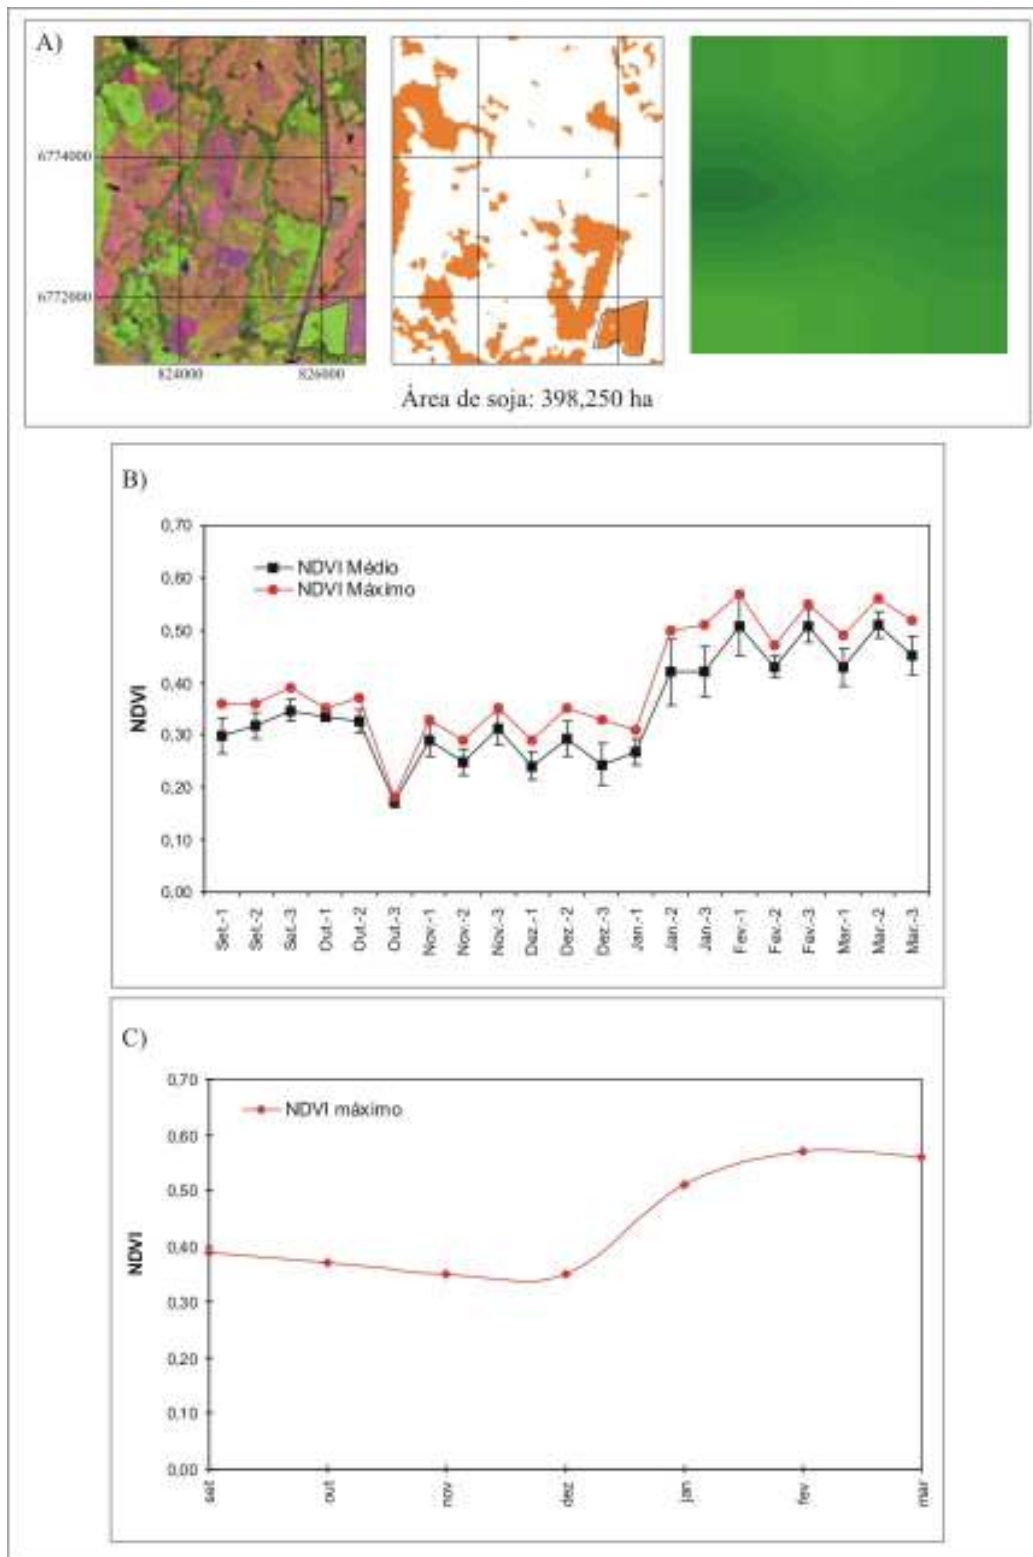 A)
6774000
6772000
824000 826000
Área de soja: 398,250 ha
B)
0,70
0,60
0,50
0,40
0,30
0,20
0,10
0,00
NDVI
NDVI Médio
NDVI Máximo
Set.-1
Set.-2
Set.-3
Out.-1
Out.-2
Out.-3
Nov.-1
Nov.-2
Nov.-3
Dez.-1
Dez.-2
Dez.-3
Jan.-1
Jan.-2
Jan.-3
Fev.-1
Fev.-2
Fev.-3
Mar.-1
Mar.-2
Mar.-3
C)
0,70
0,60
0,50
0,40
0,30
0,20
0,10
0,00
NDVI
NDVI máximo
set
out
nov
dez
jan
fev
mar